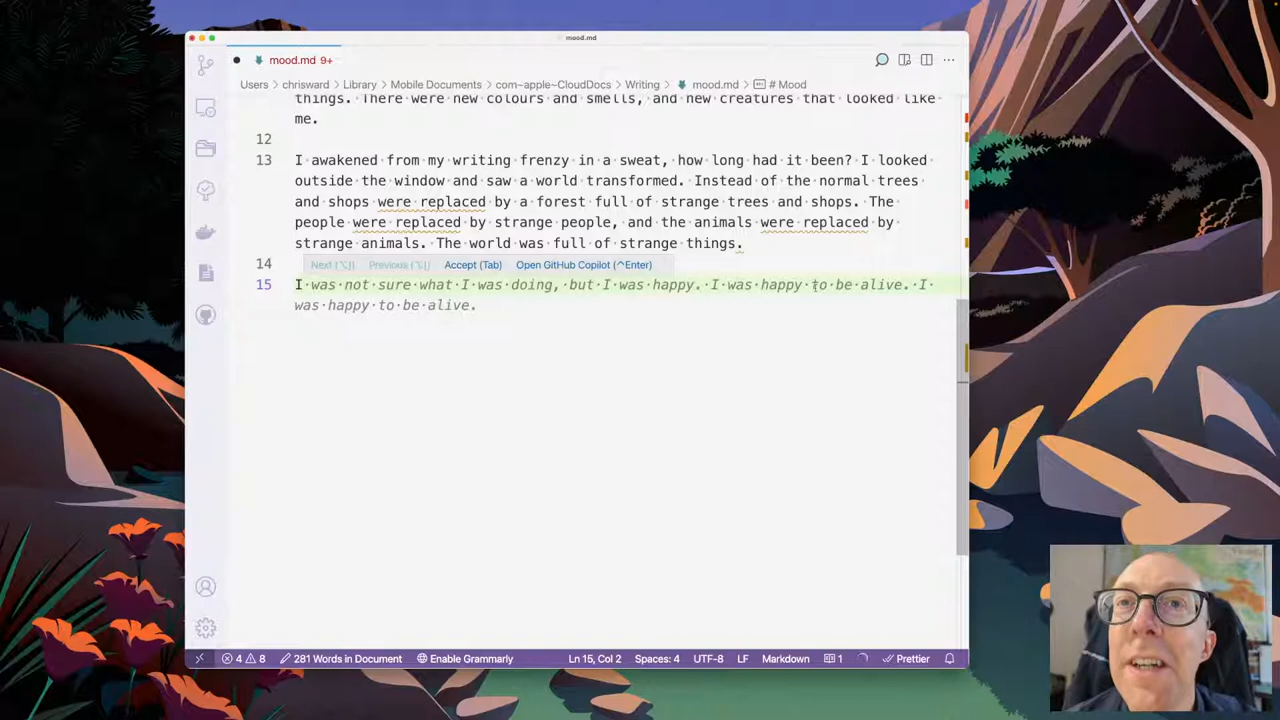 mood.md
mood.md 9+
Users > chrisward > Library > Mobile Documents > com~apple~CloudDocs > Writing > mood.md > # Mood
things. There were new colours and smells, and new creatures that looked like
me.
12
13 I awakened from my writing frenzy in a sweat, how long had it been? I looked
outside the window and saw a world transformed. Instead of the normal trees
and shops were replaced by a forest full of strange trees and shops. The
people were replaced by strange people, and the animals were replaced by
strange animals. The world was full of strange things.
14 Next (⌥]) Previous (⌥[) Accept (Tab) Open GitHub Copilot (^Enter)
15 I was not sure what I was doing, but I was happy. I was happy to be alive. I
was happy to be alive.
4 8 281 Words in Document Enable Grammarly Ln 15, Col 2 Spaces: 4 UTF-8 LF Markdown 1 Prettier